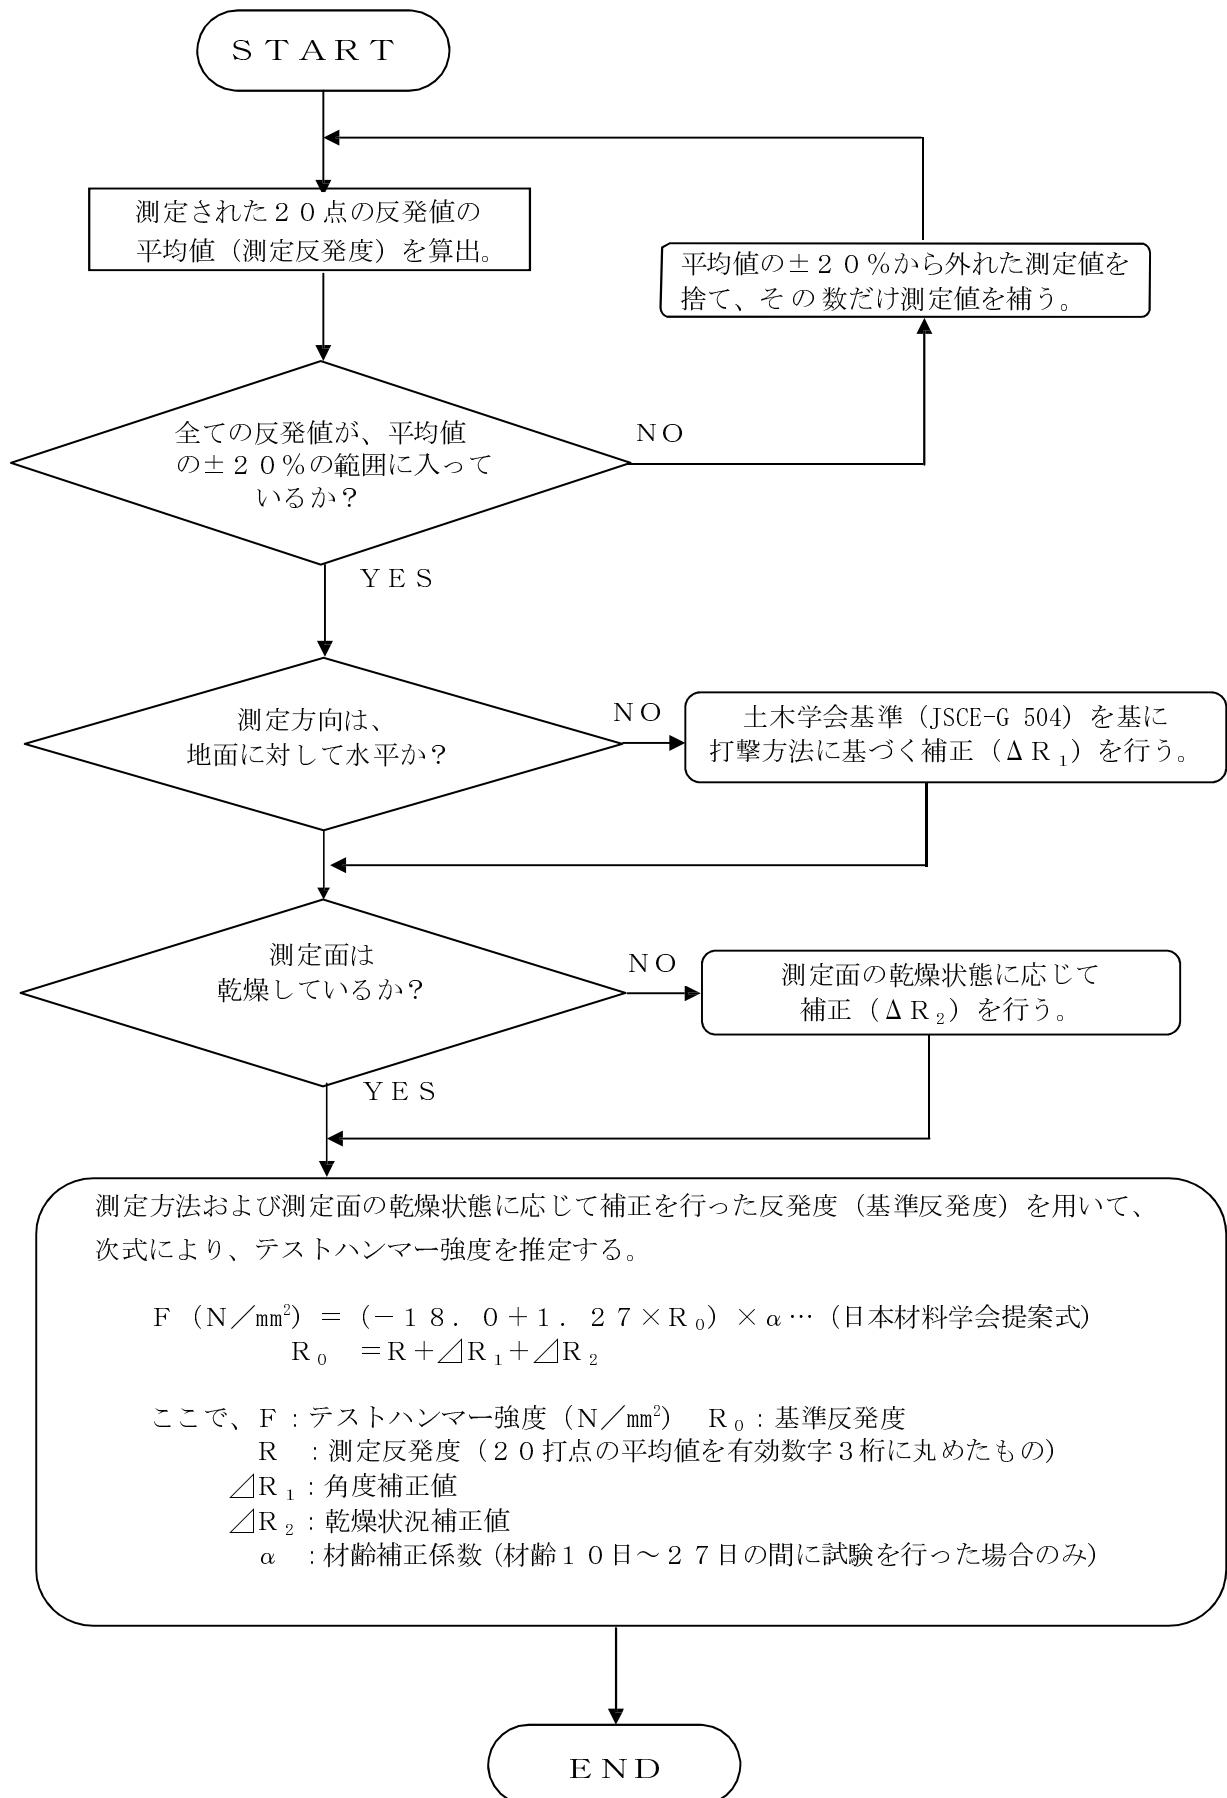 ＳＴＡＲＴ
測定された２０点の反発値の
平均値（測定反発度）を算出。
平均値の±２０％から外れた測定値を
捨て、その数だけ測定値を補う。
全ての反発値が、平均値
の±２０％の範囲に入って
いるか？
ＮＯ
ＹＥＳ
測定方向は、
地面に対して水平か？
ＮＯ
土木学会基準（JSCE-G 504）を基に
打撃方法に基づく補正（ΔＲ₁）を行う。
測定面は
乾燥しているか？
ＮＯ
測定面の乾燥状態に応じて
補正（ΔＲ₂）を行う。
ＹＥＳ
測定方法および測定面の乾燥状態に応じて補正を行った反発度（基準反発度）を用いて、
次式により、テストハンマー強度を推定する。
Ｆ（Ｎ／mm²）＝（－１８．０＋１．２７×Ｒ₀）×α…（日本材料学会提案式）
Ｒ₀　＝Ｒ＋⊿Ｒ₁＋⊿Ｒ₂
ここで、Ｆ：テストハンマー強度（Ｎ／mm²）　Ｒ₀：基準反発度
Ｒ　：測定反発度（２０打点の平均値を有効数字３桁に丸めたもの）
⊿Ｒ₁：角度補正値
⊿Ｒ₂：乾燥状況補正値
α　：材齢補正係数（材齢１０日～２７日の間に試験を行った場合のみ）
ＥＮＤ